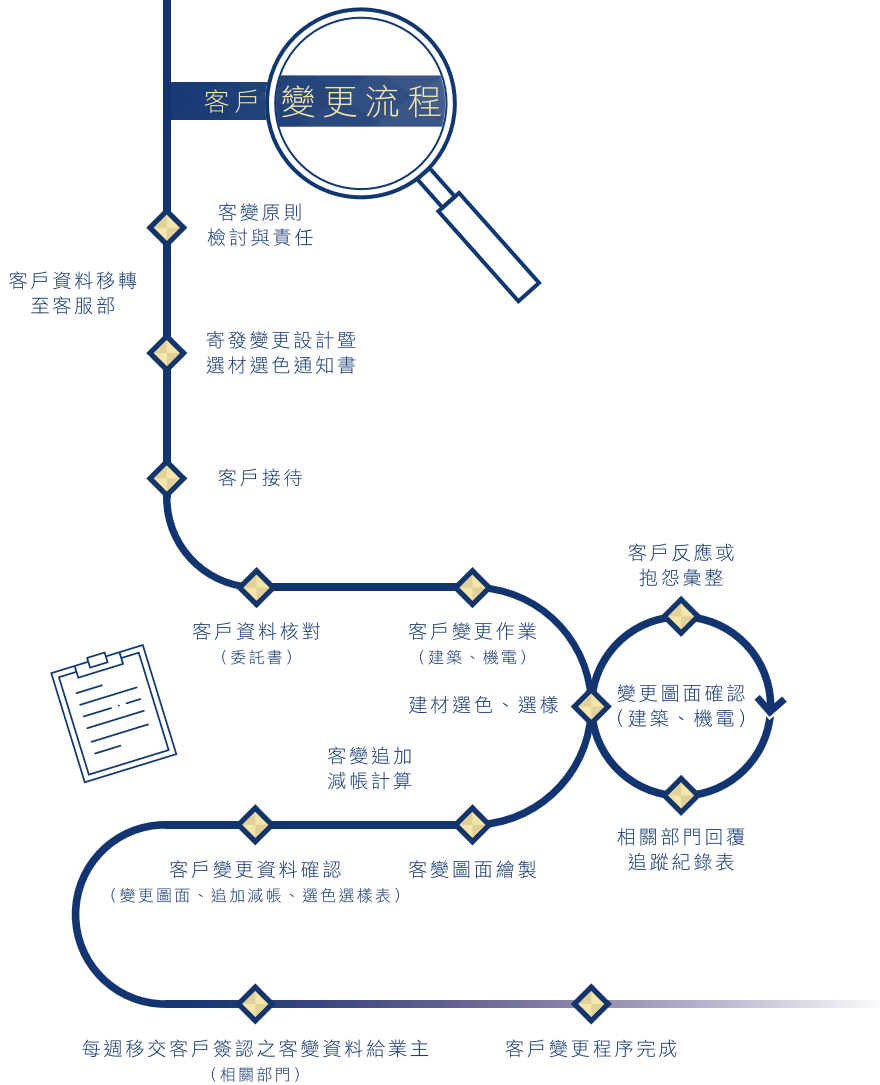 客戶變更流程
客變原則
檢討與責任
客戶資料移轉
至客服部
寄發變更設計暨
選材選色通知書
客戶接待
客戶資料核對
（委託書）
客戶變更作業
（建築、機電）
建材選色、選樣
客戶反應或
抱怨彙整
變更圖面確認
（建築、機電）
相關部門回覆
追蹤紀錄表
客變追加
減帳計算
客變圖面繪製
客戶變更資料確認
（變更圖面、追加減帳、選色選樣表）
每週移交客戶簽認之客變資料給業主
（相關部門）
客戶變更程序完成